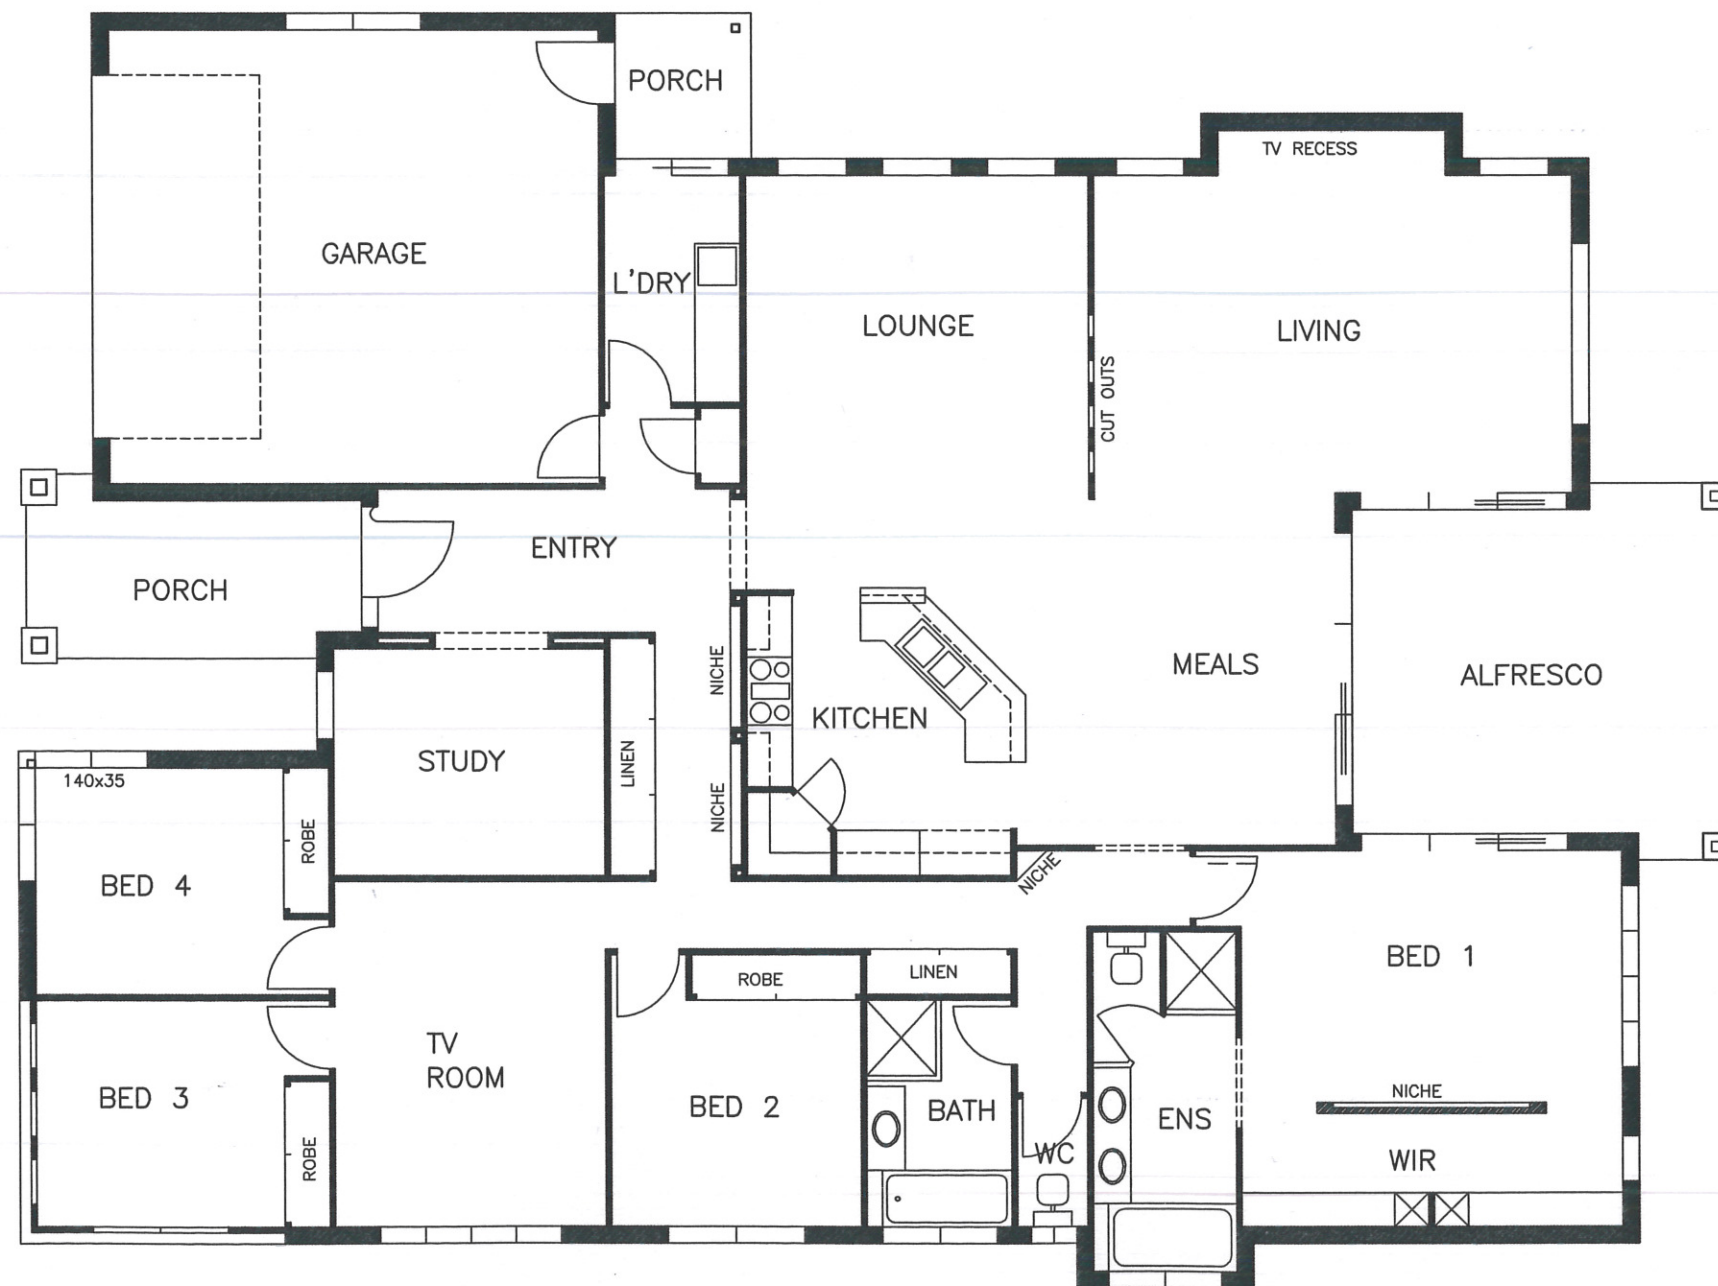 PORCH
TV RECESS
GARAGE
L'DRY
LOUNGE
LIVING
CUT OUTS
ENTRY
PORCH
NICHE
MEALS
ALFRESCO
KITCHEN
STUDY
LINEN
140x35
NICHE
ROBE
BED 4
NICHE
BED 1
ROBE
LINEN
TV
ROOM
BED 3
BED 2
BATH
ENS
NICHE
WC
WIR
ROBE